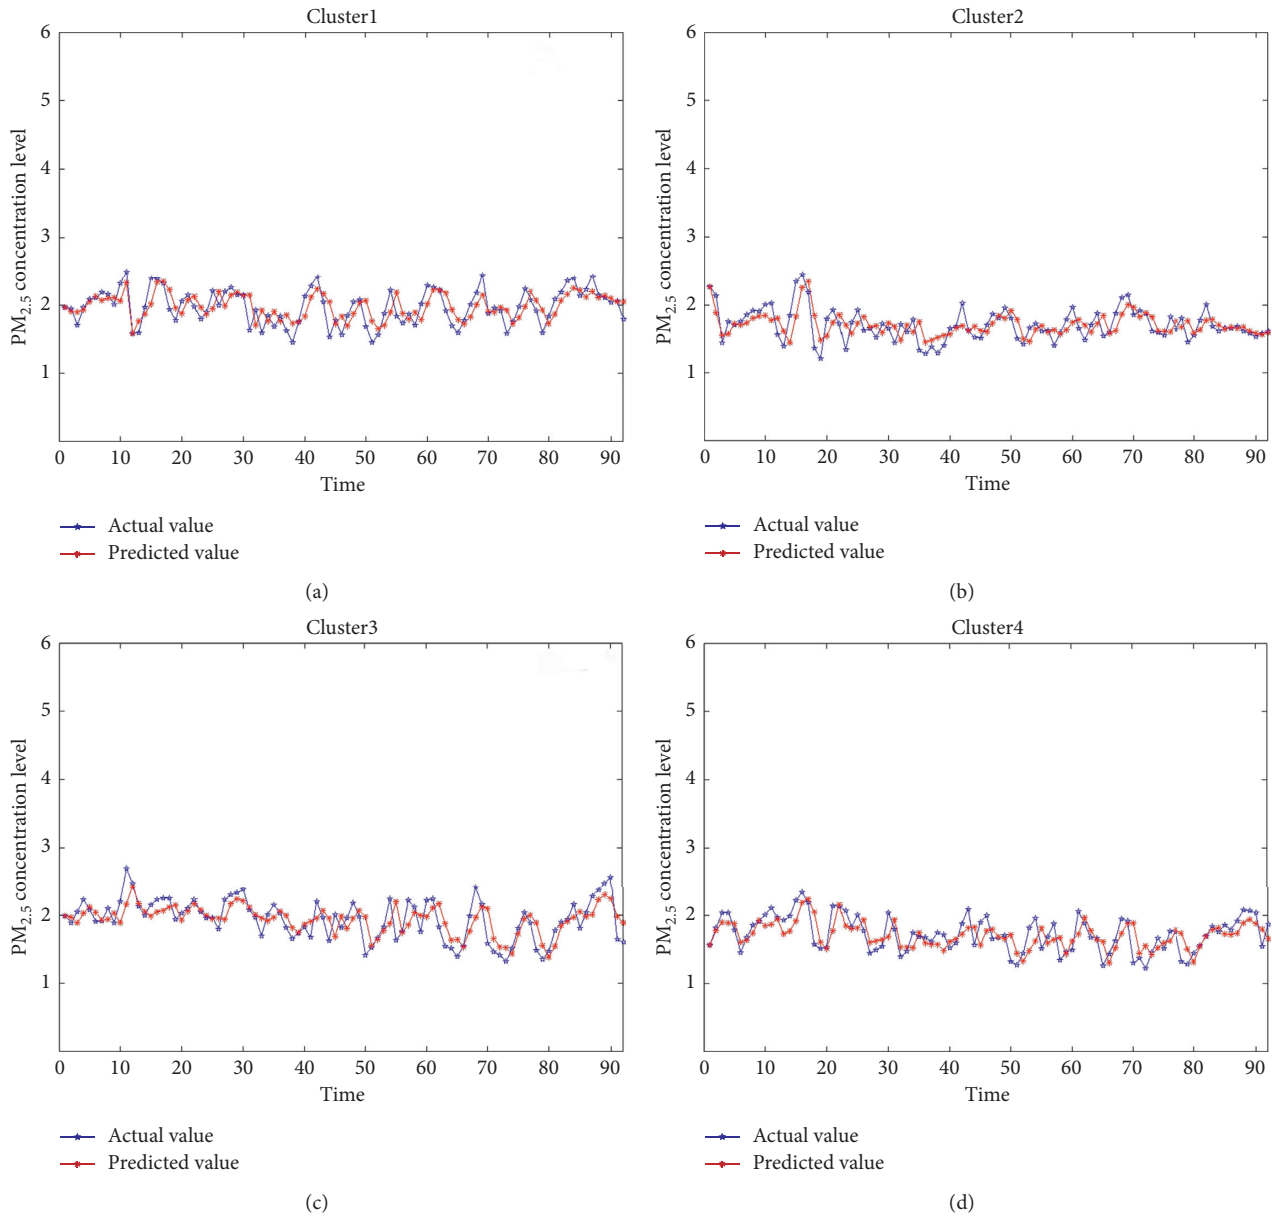 Cluster1
6
5
4
3
2
1
PM2.5 concentration level
0 10 20 30 40 50 60 70 80 90
Time
Actual value
Predicted value
(a)
Cluster2
6
5
4
3
2
1
PM2.5 concentration level
0 10 20 30 40 50 60 70 80 90
Time
Actual value
Predicted value
(b)
Cluster3
6
5
4
3
2
1
PM2.5 concentration level
0 10 20 30 40 50 60 70 80 90
Time
Actual value
Predicted value
(c)
Cluster4
6
5
4
3
2
1
PM2.5 concentration level
0 10 20 30 40 50 60 70 80 90
Time
Actual value
Predicted value
(d)